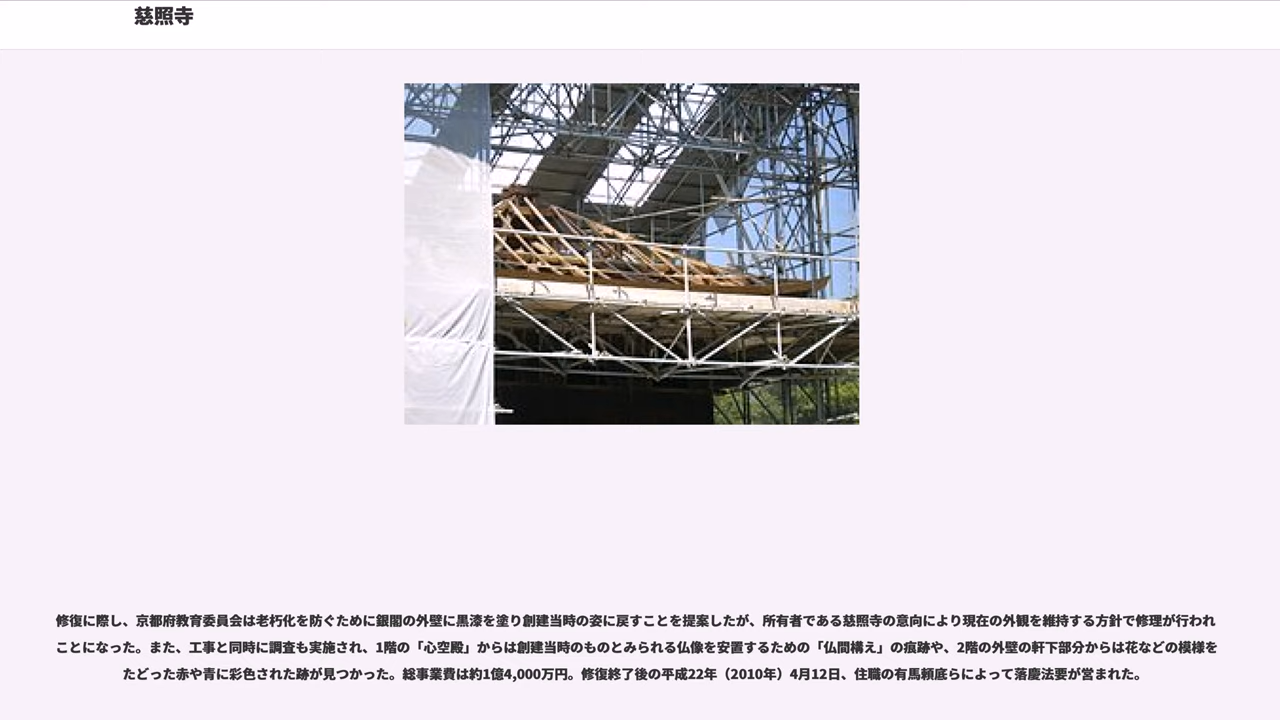 慈照寺
修復に際し、京都府教育委員会は老朽化を防ぐために銀閣の外壁に黒漆を塗り創建当時の姿に戻すことを提案したが、所有者である慈照寺の意向により現在の外観を維持する方針で修理が行われ
ことになった。また、工事と同時に調査も実施され、1階の「心空殿」からは創建当時のものとみられる仏像を安置するための「仏間構え」の痕跡や、2階の外壁の軒下部分からは花などの模様を
たどった赤や青に彩色された跡が見つかった。総事業費は約1億4,000万円。修復終了後の平成22年（2010年）4月12日、住職の有馬頼底らによって落慶法要が営まれた。